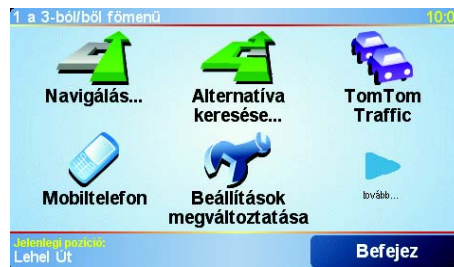 1 a 3-ból/ből főmenü
10:0
Navigálás...
Alternatíva
keresése...
TomTom
Traffic
Mobiltelefon
Beállítások
megváltoztatása
tovább...
Jelenlegi pozíció:
Lehel Út
Befejez